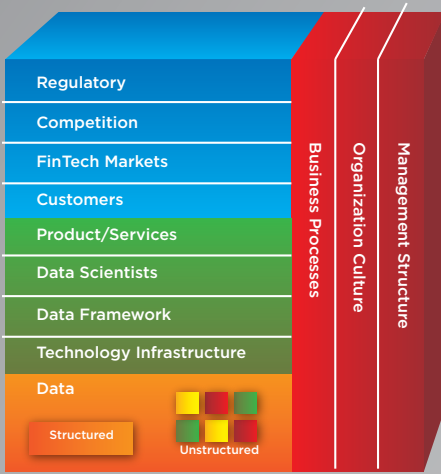 Regulatory
Competition
FinTech Markets
Customers
Product/Services
Data Scientists
Data Framework
Technology Infrastructure
Data
Structured
Unstructured
Business Processes
Organization Culture
Management Structure